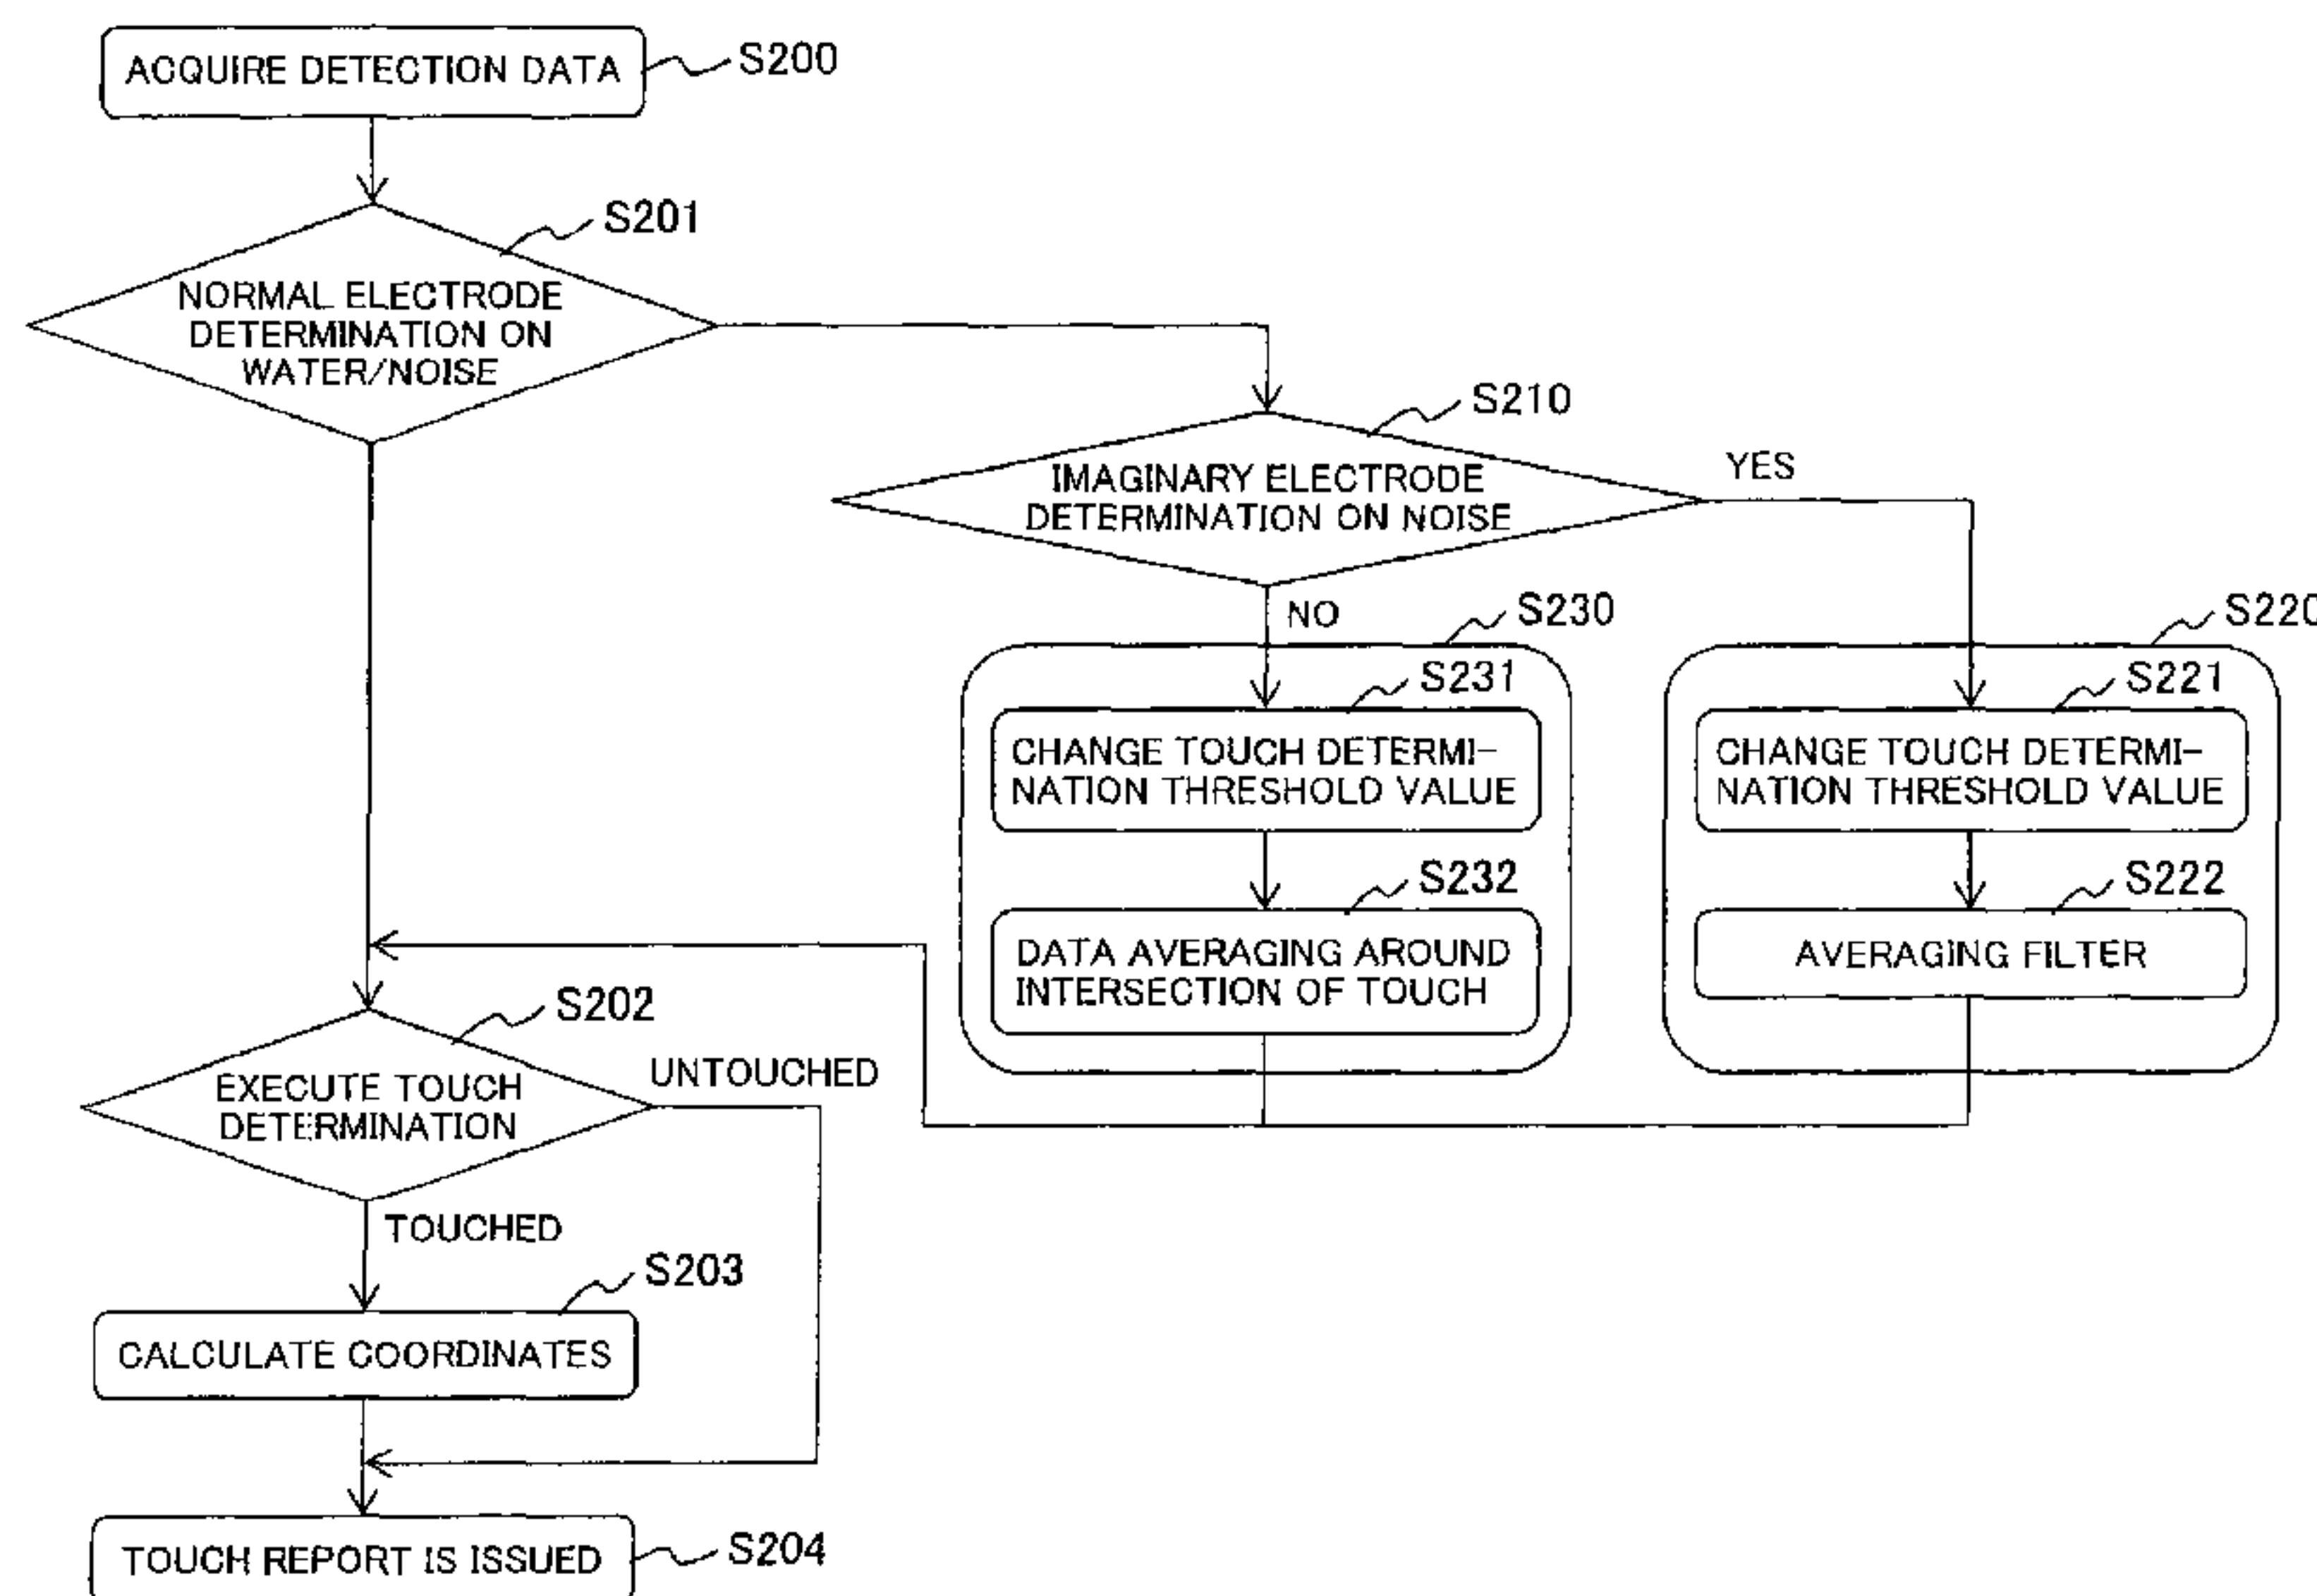 ACQUIRE DETECTION DATA
S200
S201
NORMAL ELECTRODE
DETERMINATION ON
WATER/NOISE
S210
IMAGINARY ELECTRODE
DETERMINATION ON NOISE
YES
NO
S230
S220
S231
CHANGE TOUCH DETERMI-
NATION THRESHOLD VALUE
S221
CHANGE TOUCH DETERMI-
NATION THRESHOLD VALUE
S232
DATA AVERAGING AROUND
INTERSECTION OF TOUCH
S222
AVERAGING FILTER
S202
EXECUTE TOUCH
DETERMINATION
UNTOUCHED
TOUCHED
S203
CALCULATE COORDINATES
TOUCH REPORT IS ISSUED
S204